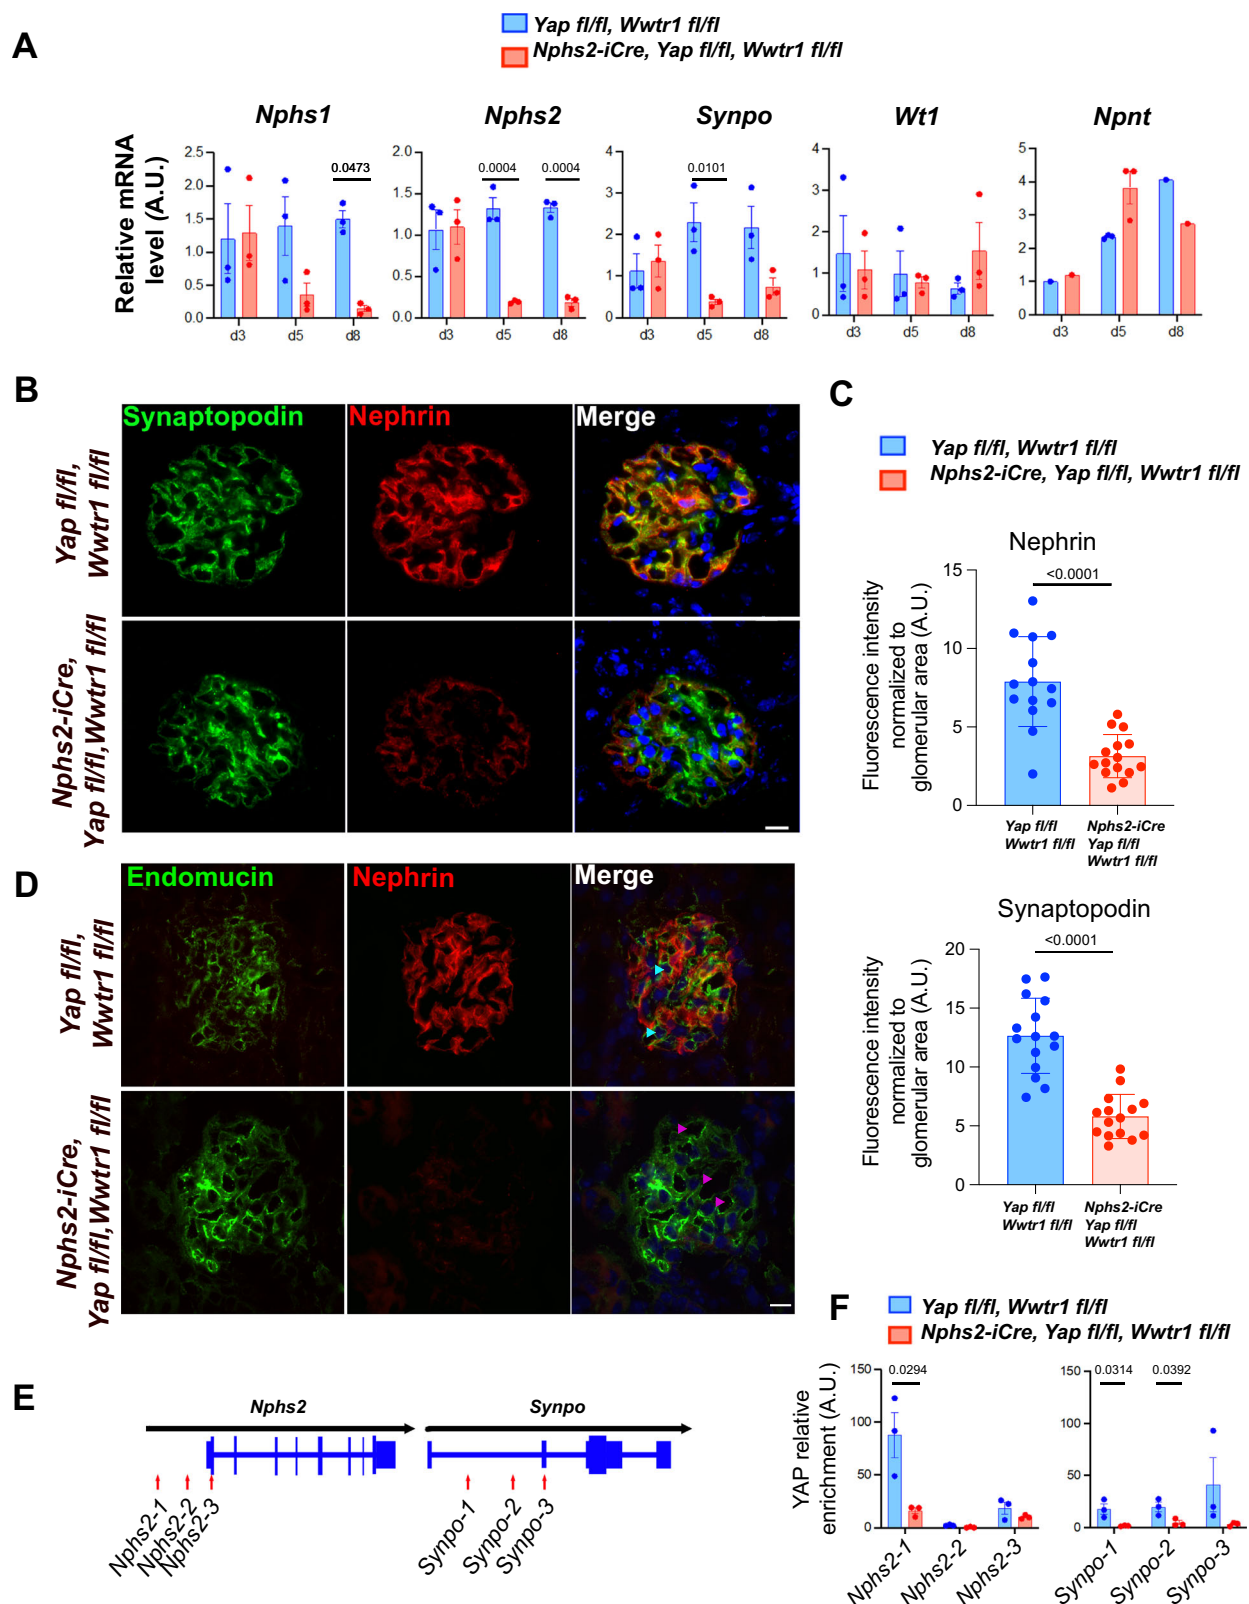 Yap fl/fl, Wwtr1 fl/fl
Nphs2-iCre, Yap fl/fl, Wwtr1 fl/fl
A
Relative mRNA
level (A.U.)
Nphs1
2.5
2.0
1.5
1.0
0.5
0.0
0.0473
d3 d5 d8
Nphs2
2.0
1.5
1.0
0.5
0.0
0.0004 0.0004
d3 d5 d8
Synpo
4
2
0
0.0101
d3 d5 d8
Wt1
4
3
2
1
0
d3 d5 d8
Npnt
5
4
3
2
1
0
d3 d5 d8
B
Synaptopodin Nephrin Merge
Yap fl/fl,
Wwtr1 fl/fl
Nphs2-iCre,
Yap fl/fl,Wwtr1 fl/fl
C
Yap fl/fl, Wwtr1 fl/fl
Nphs2-iCre, Yap fl/fl, Wwtr1 fl/fl
Nephrin
Fluorescence intensity
normalized to
glomerular area (A.U.)
15
10
5
0
<0.0001
Yap fl/fl
Wwtr1 fl/fl
Nphs2-iCre
Yap fl/fl
Wwtr1 fl/fl
Synaptopodin
Fluorescence intensity
normalized to
glomerular area (A.U.)
20
15
10
5
0
<0.0001
Yap fl/fl
Wwtr1 fl/fl
Nphs2-iCre
Yap fl/fl
Wwtr1 fl/fl
D
Endomucin Nephrin Merge
Yap fl/fl,
Wwtr1 fl/fl
Nphs2-iCre,
Yap fl/fl,Wwtr1 fl/fl
E
Nphs2 Synpo
Nphs2-1
Nphs2-2
Nphs2-3
Synpo-1
Synpo-2
Synpo-3
F
Yap fl/fl, Wwtr1 fl/fl
Nphs2-iCre, Yap fl/fl, Wwtr1 fl/fl
YAP relative
enrichment (A.U.)
150
100
50
0
0.0294
Nphs2-1
Nphs2-2
Nphs2-3
150
100
50
0
0.0314 0.0392
Synpo-1
Synpo-2
Synpo-3